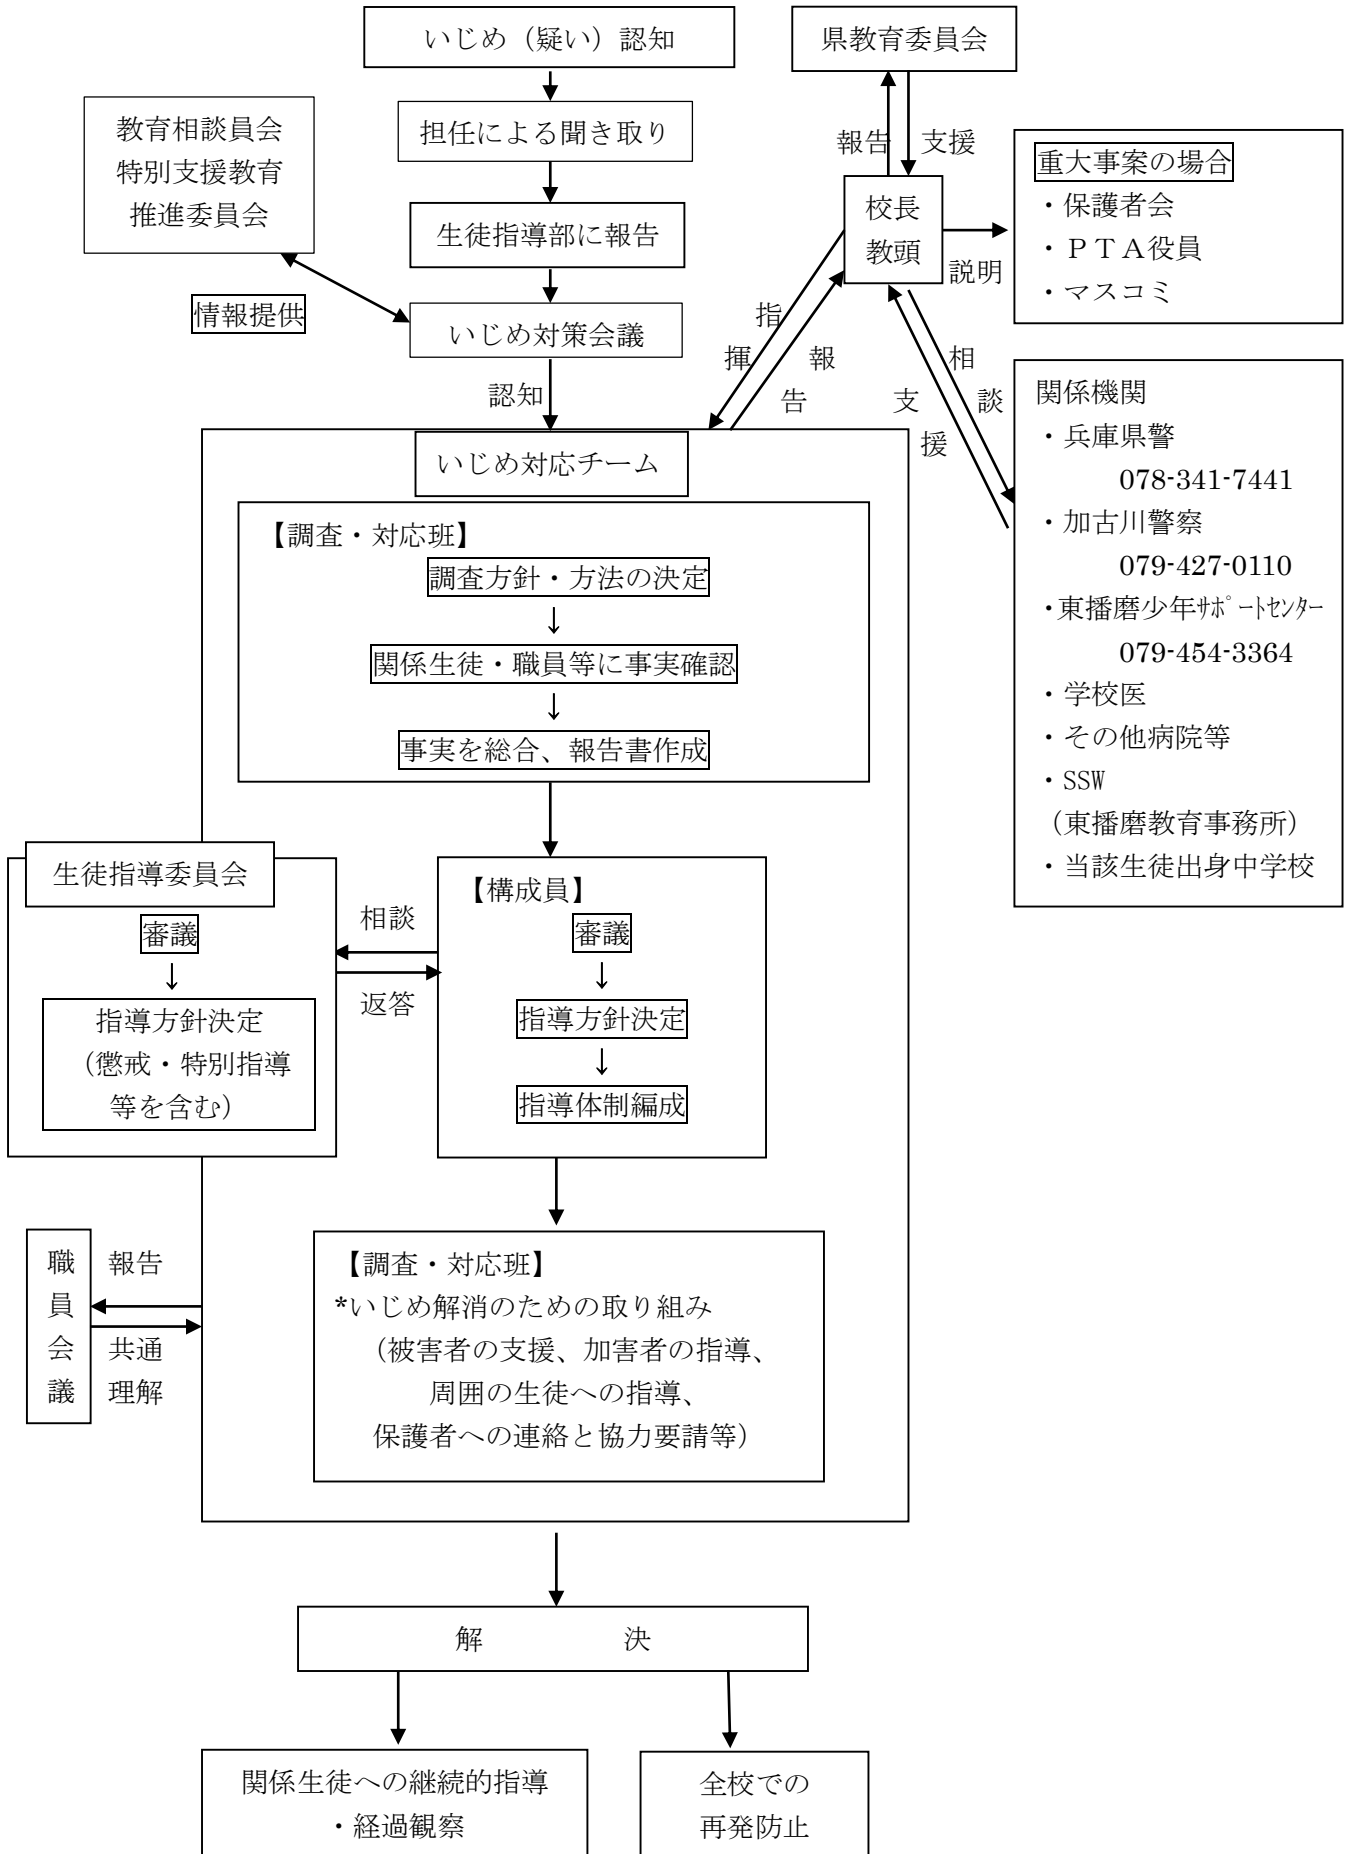 いじめ（疑い）認知
県教育委員会
教育相談員会
特別支援教育
推進委員会
担任による聞き取り
報告
支援
重大事案の場合
・保護者会
・ＰＴＡ役員
・マスコミ
校長
教頭
説明
生徒指導部に報告
情報提供
いじめ対策会議
指揮
報告
相談
支援
認知
関係機関
・兵庫県警
078-341-7441
・加古川警察
079-427-0110
・東播磨少年ｻﾎﾟｰﾄｾﾝﾀｰ
079-454-3364
・学校医
・その他病院等
・SSW
（東播磨教育事務所）
・当該生徒出身中学校
いじめ対応チーム
【調査・対応班】
調査方針・方法の決定
↓
関係生徒・職員等に事実確認
↓
事実を総合、報告書作成
生徒指導委員会
審議
↓
指導方針決定
（懲戒・特別指導
等を含む）
相談
返答
【構成員】
審議
↓
指導方針決定
↓
指導体制編成
職員会議
報告
共通
理解
【調査・対応班】
*いじめ解消のための取り組み
（被害者の支援、加害者の指導、
周囲の生徒への指導、
保護者への連絡と協力要請等）
解　　　　　決
関係生徒への継続的指導
・経過観察
全校での
再発防止